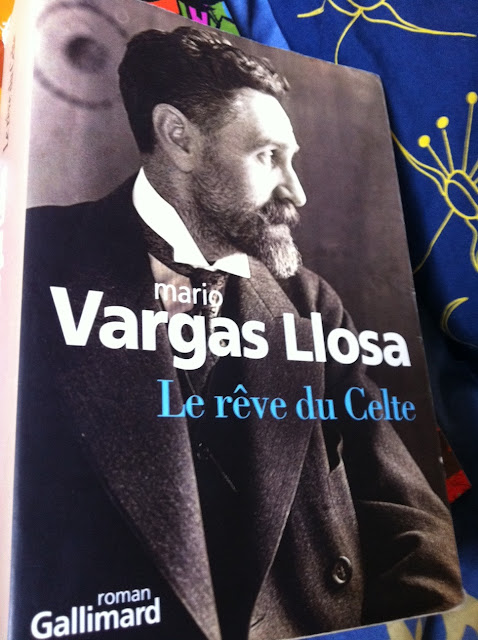 mario
Vargas Llosa
Le rêve du Celte
roman
Gallimard